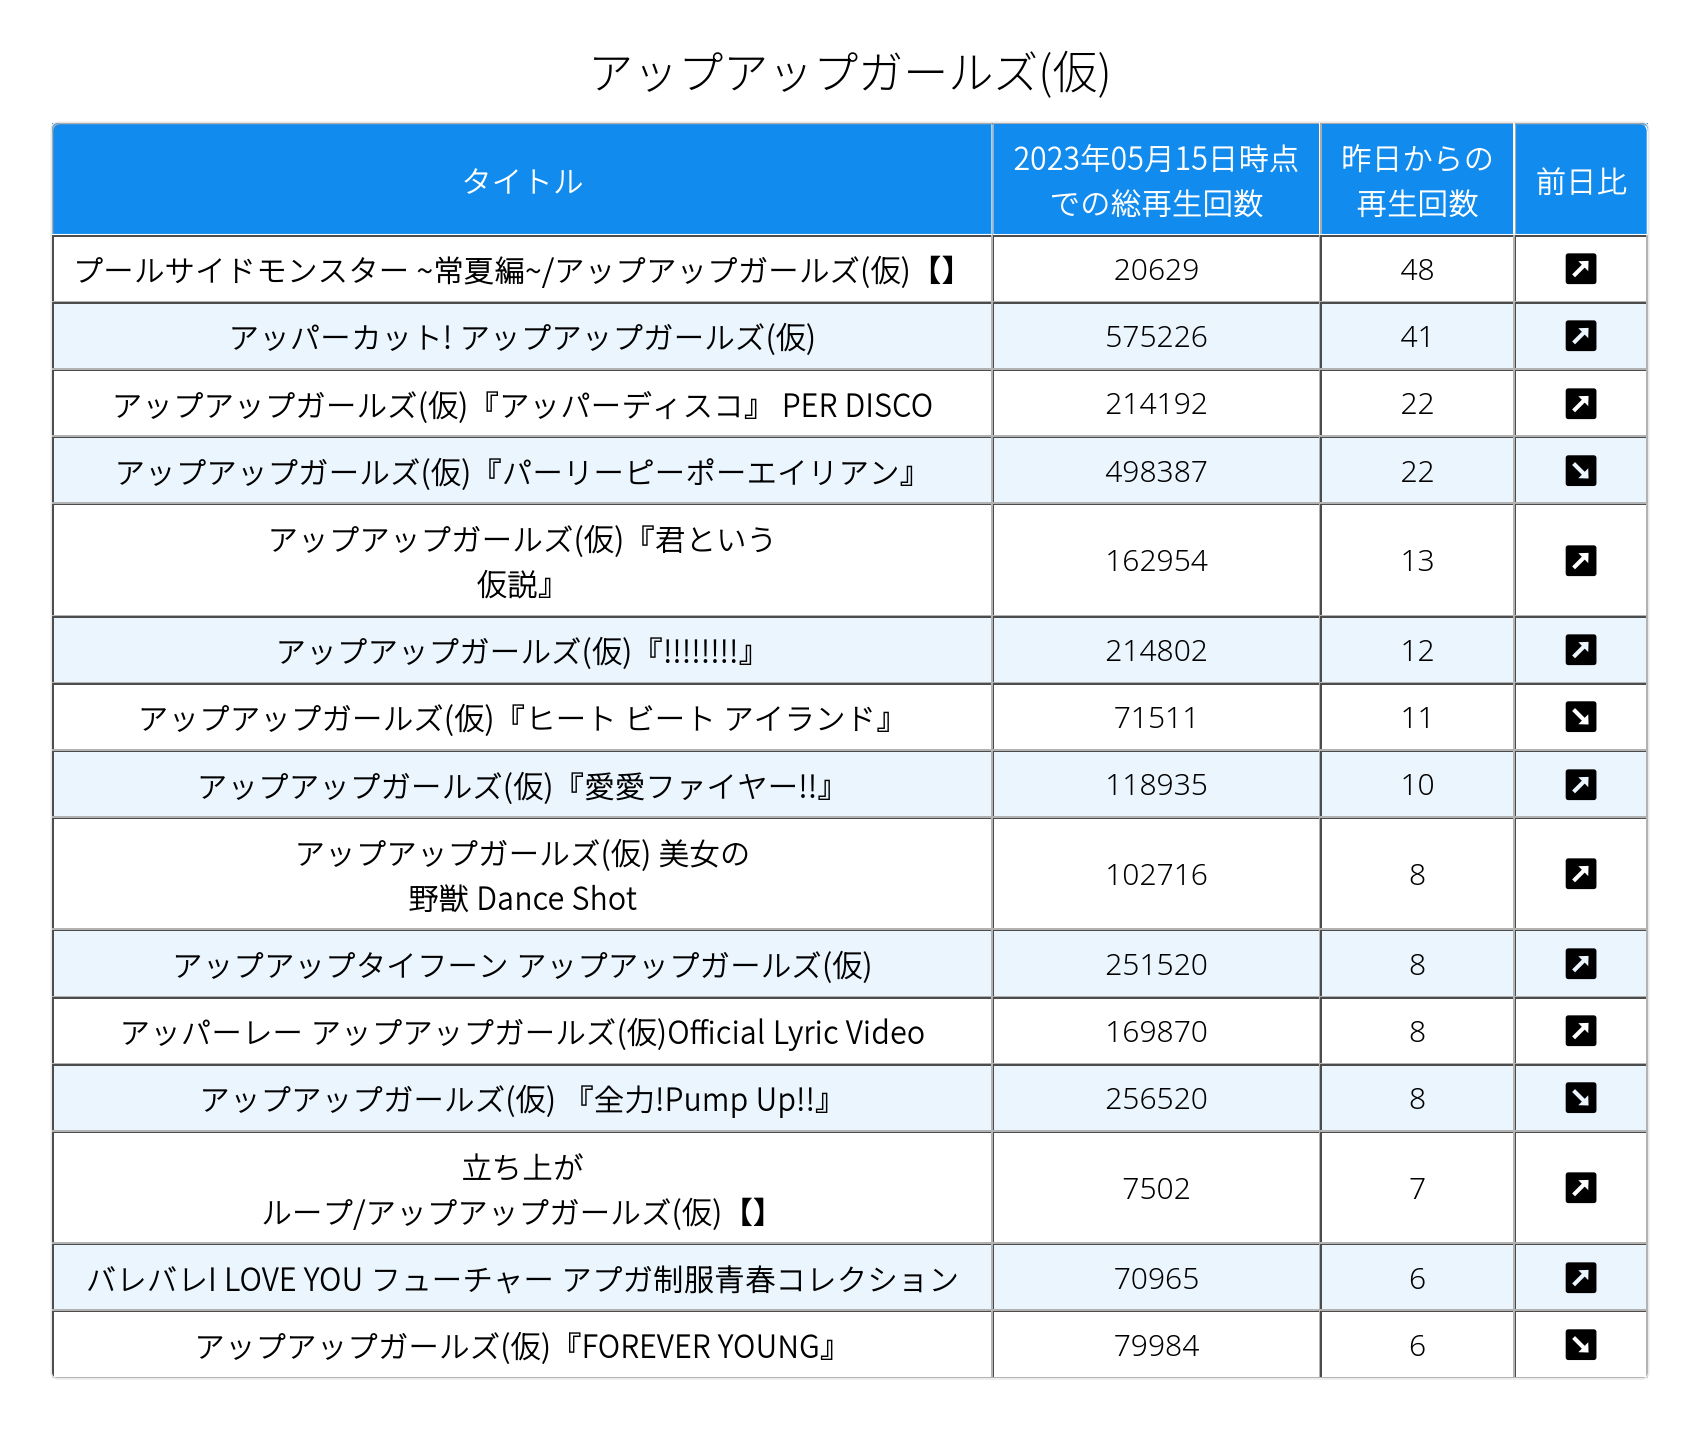 アップアップガールズ(仮)
タイトル
2023年05月15日時点
での総再生回数
昨日からの
再生回数
前日比
プールサイドモンスター ~常夏編~/アップアップガールズ(仮)【】
20629
48
アッパーカット! アップアップガールズ(仮)
575226
41
アップアップガールズ(仮)『アッパーディスコ』 PER DISCO
214192
22
アップアップガールズ(仮)『パーリーピーポーエイリアン』
498387
22
アップアップガールズ(仮)『君という
仮説』
162954
13
アップアップガールズ(仮)『!!!!!!!!』
214802
12
アップアップガールズ(仮)『ヒート ビート アイランド』
71511
11
アップアップガールズ(仮)『愛愛ファイヤー!!』
118935
10
アップアップガールズ(仮) 美女の
野獣 Dance Shot
102716
8
アップアップタイフーン アップアップガールズ(仮)
251520
8
アッパーレー アップアップガールズ(仮)Official Lyric Video
169870
8
アップアップガールズ(仮) 『全力!Pump Up!!』
256520
8
立ち上が
ループ/アップアップガールズ(仮)【】
7502
7
バレバレI LOVE YOU フューチャー アプガ制服青春コレクション
70965
6
アップアップガールズ(仮)『FOREVER YOUNG』
79984
6